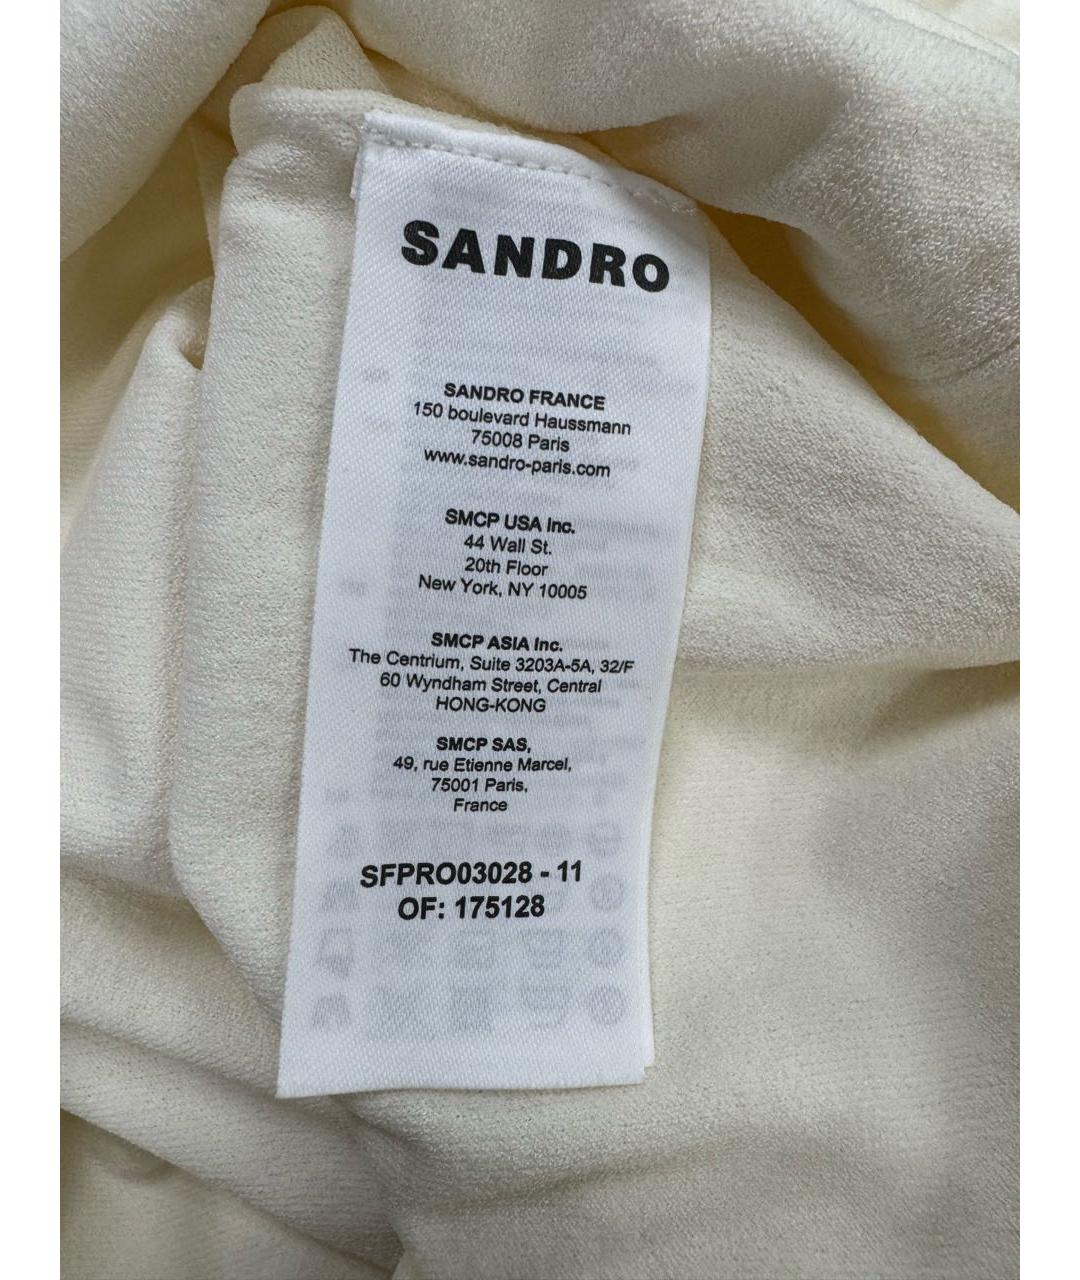 SANDRO
SANDRO FRANCE
150 boulevard Haussmann
75008 Paris
www.sandro-paris.com
SMCP USA Inc.
44 Wall St.
20th Floor
New York, NY 10005
SMCP ASIA Inc.
The Centrium, Suite 3203A-5A, 32/F
60 Wyndham Street, Central
HONG-KONG
SMCP SAS,
49, rue Etienne Marcel,
75001 Paris,
France
SFPRO03028 - 11
OF: 175128